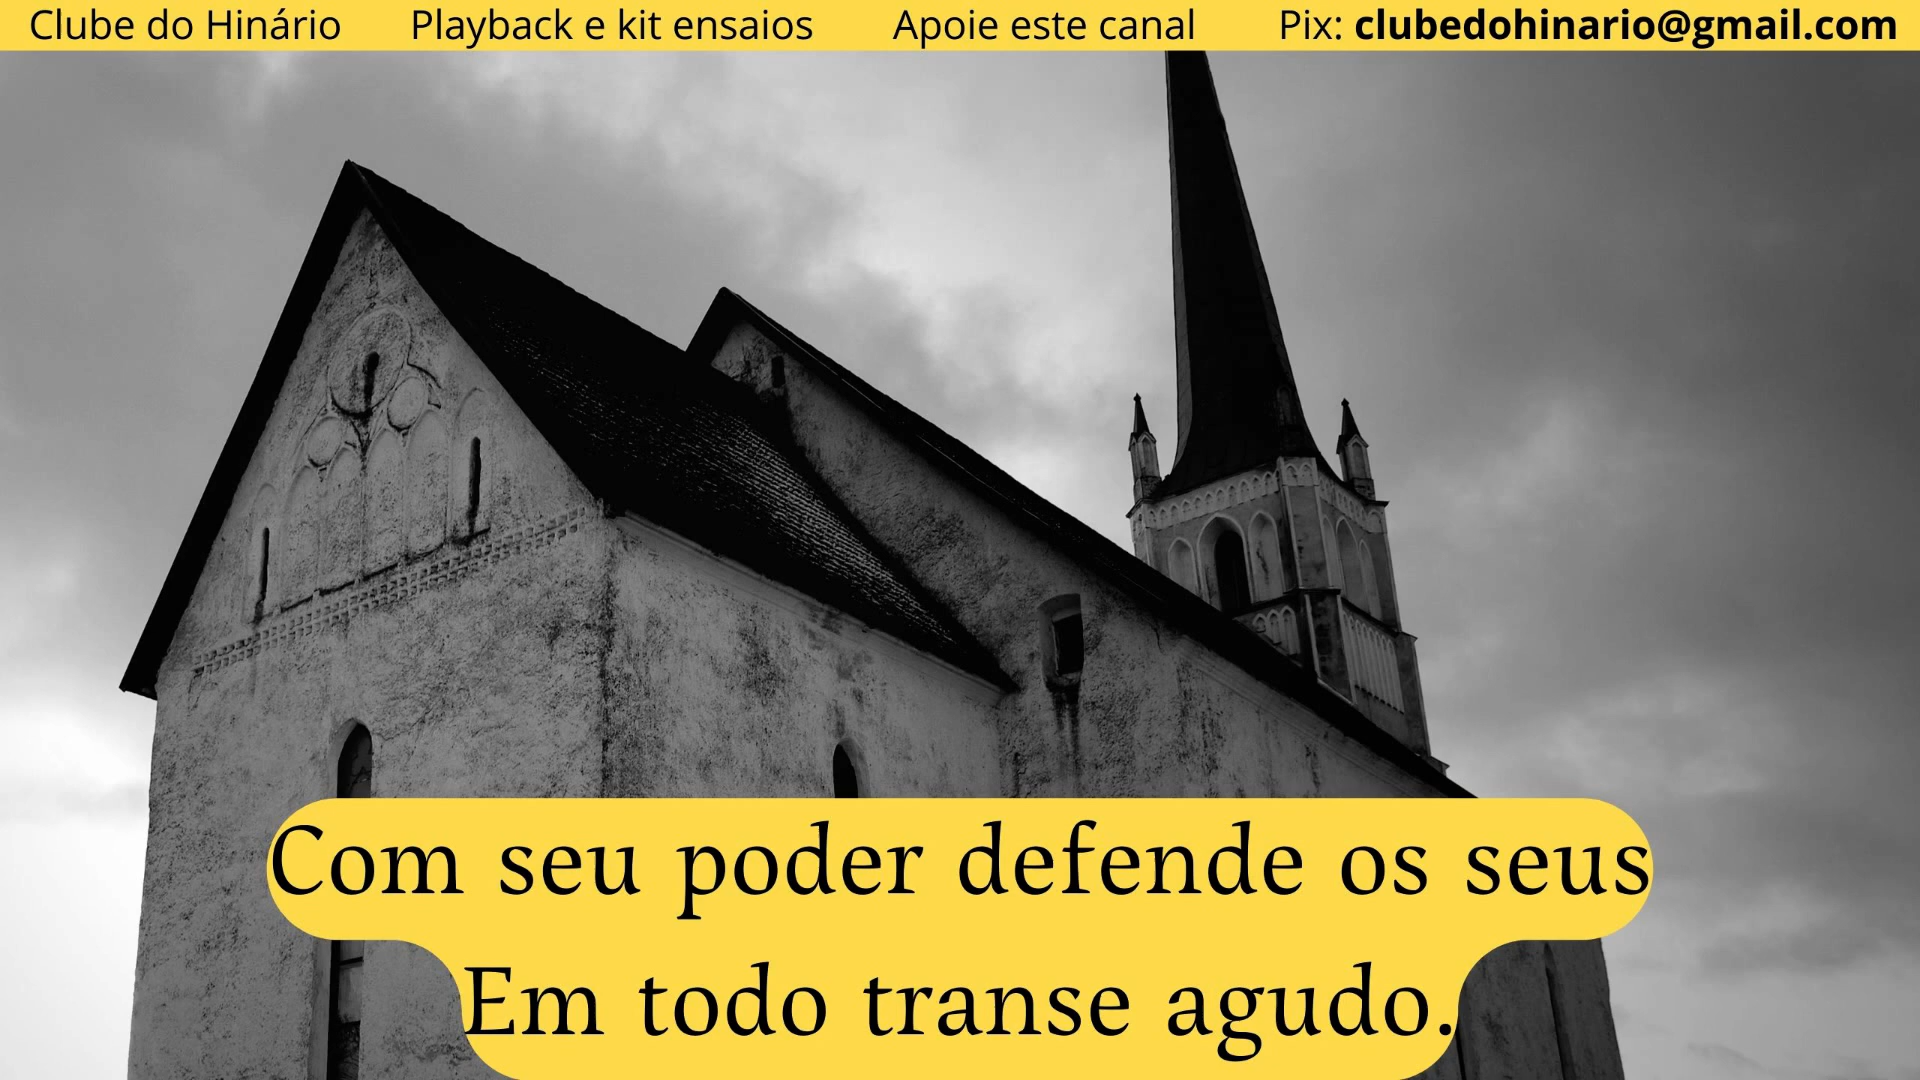 Clube do Hinário Playback e kit ensaios Apoie este canal Pix: clubedohinario@gmail.com
Com seu poder defende os seus
Em todo transe agudo.